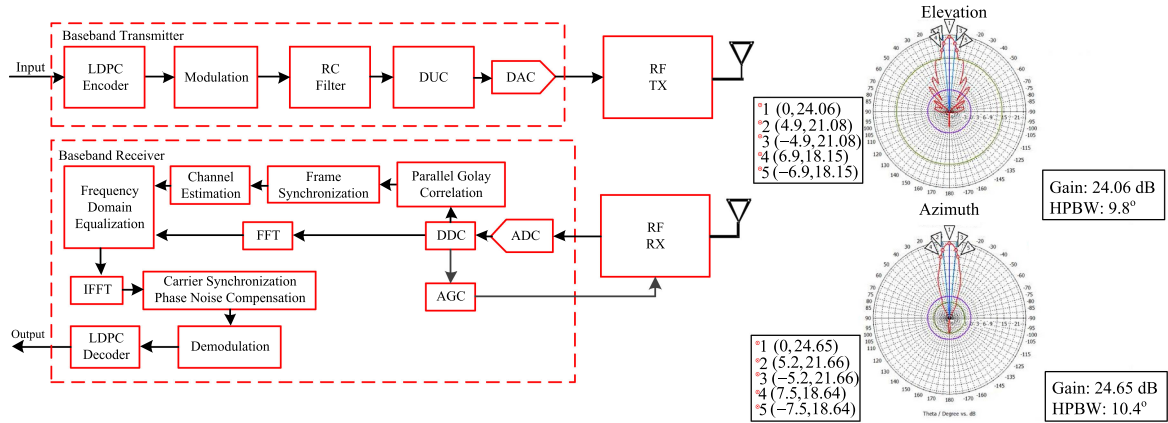 Baseband Transmitter
Input
LDPC
Encoder
Modulation
RC
Filter
DUC
DAC
RF
TX
Baseband Receiver
Frequency
Domain
Equalization
Channel
Estimation
Frame
Synchronization
Parallel Golay
Correlation
FFT
DDC
ADC
RF
RX
IFFT
Carrier Synchronization
Phase Noise Compensation
AGC
Output
LDPC
Decoder
Demodulation
Elevation
1 (0,24.06)
2 (4.9,21.08)
3 (−4.9,21.08)
4 (6.9,18.15)
5 (−6.9,18.15)
Gain: 24.06 dB
HPBW: 9.8°
Azimuth
1 (0,24.65)
2 (5.2,21.66)
3 (−5.2,21.66)
4 (7.5,18.64)
5 (−7.5,18.64)
Gain: 24.65 dB
HPBW: 10.4°
Theta / Degree vs. dB